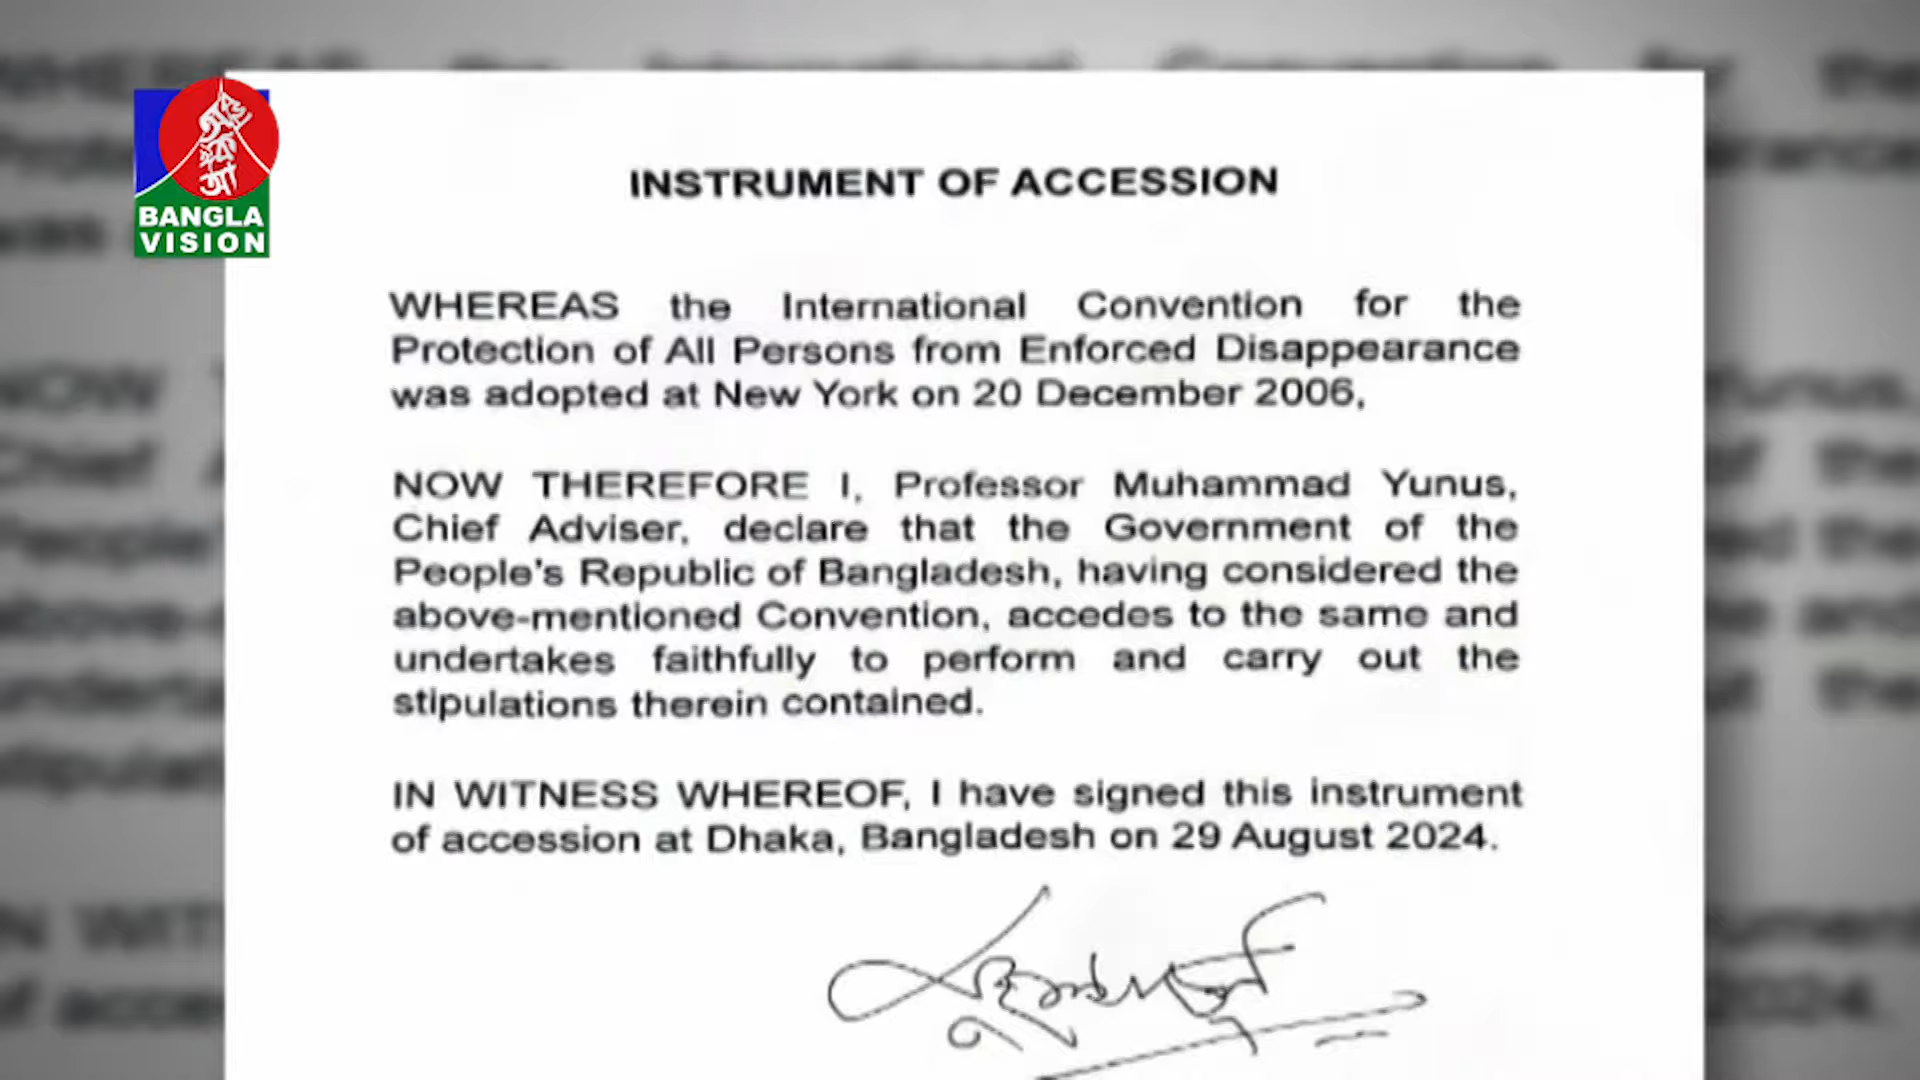 BANGLA
VISION
INSTRUMENT OF ACCESSION
WHEREAS the International Convention for the
Protection of All Persons from Enforced Disappearance
was adopted at New York on 20 December 2006,
NOW THEREFORE I, Professor Muhammad Yunus,
Chief Adviser, declare that the Government of the
People's Republic of Bangladesh, having considered the
above-mentioned Convention, accedes to the same and
undertakes faithfully to perform and carry out the
stipulations therein contained.
IN WITNESS WHEREOF, I have signed this instrument
of accession at Dhaka, Bangladesh on 29 August 2024.